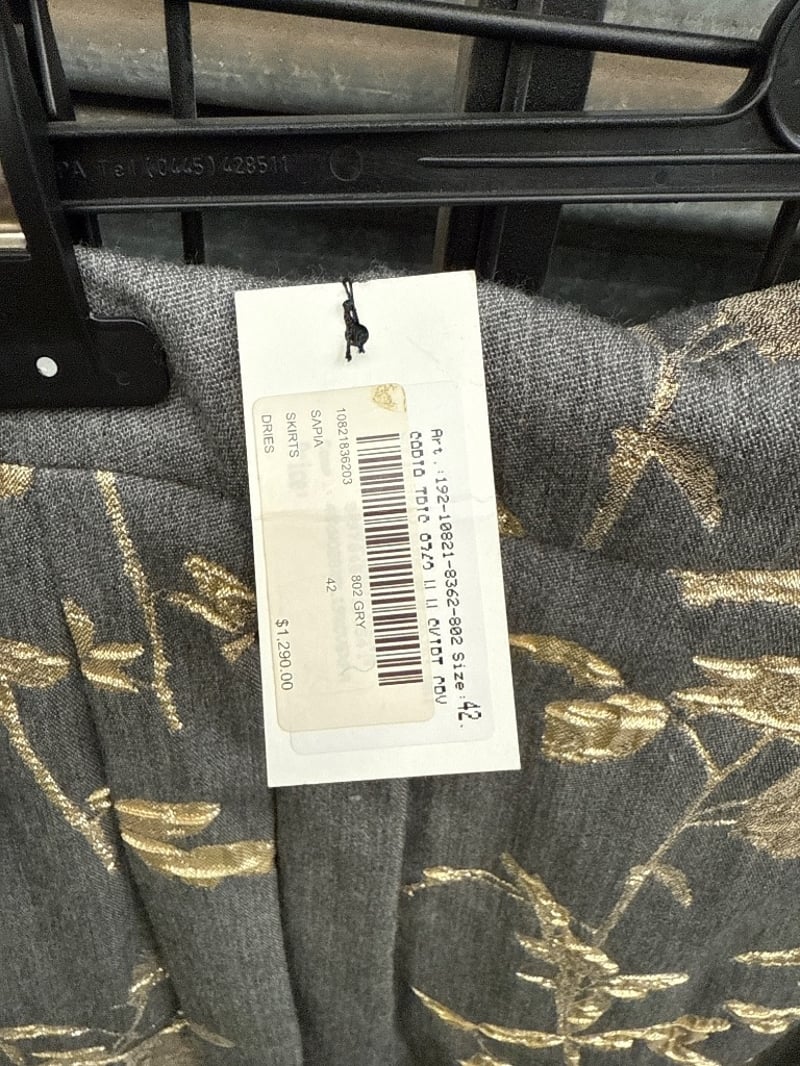 PA Tel (0445) 428511
Art.:192-10821-8362-802 Size:42.
10821836203
802 GRY
SAPIA
42
SKIRTS
DRIES
$1,290.00